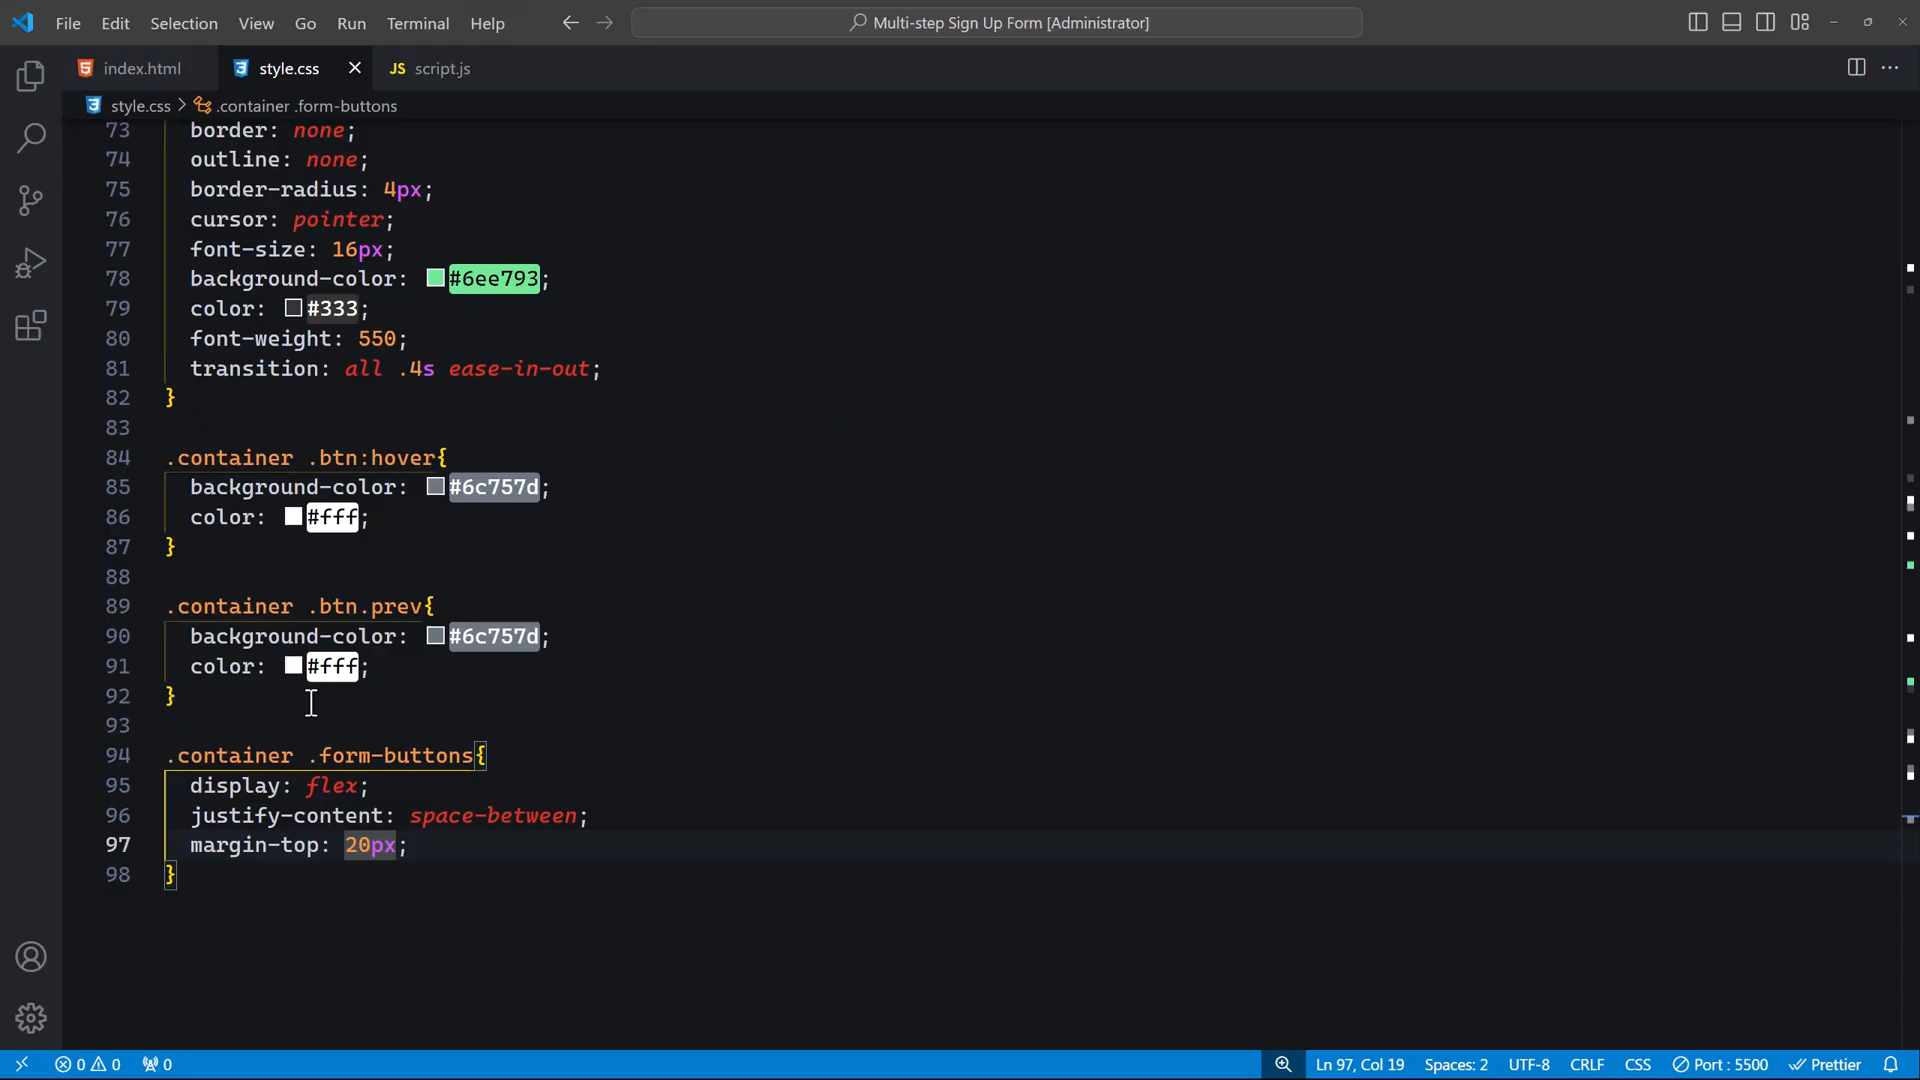 File Edit Selection View Go Run Terminal Help Multi-step Sign Up Form [Administrator]
index.html style.css JS script.js
style.css > .container .form-buttons
73 border: none;
74 outline: none;
75 border-radius: 4px;
76 cursor: pointer;
77 font-size: 16px;
78 background-color: #6ee793;
79 color: #333;
80 font-weight: 550;
81 transition: all .4s ease-in-out;
82 }
83
84 .container .btn:hover{
85 background-color: #6c757d;
86 color: #fff;
87 }
88
89 .container .btn.prev{
90 background-color: #6c757d;
91 color: #fff;
92 }
93
94 .container .form-buttons{
95 display: flex;
96 justify-content: space-between;
97 margin-top: 20px;
98 }
0 0 0 Ln 97, Col 19 Spaces: 2 UTF-8 CRLF CSS Port : 5500 Prettier